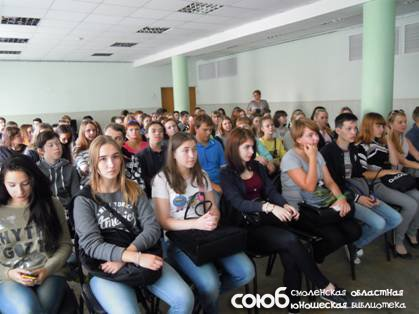 союб смоленская областная
юношеская библиотека